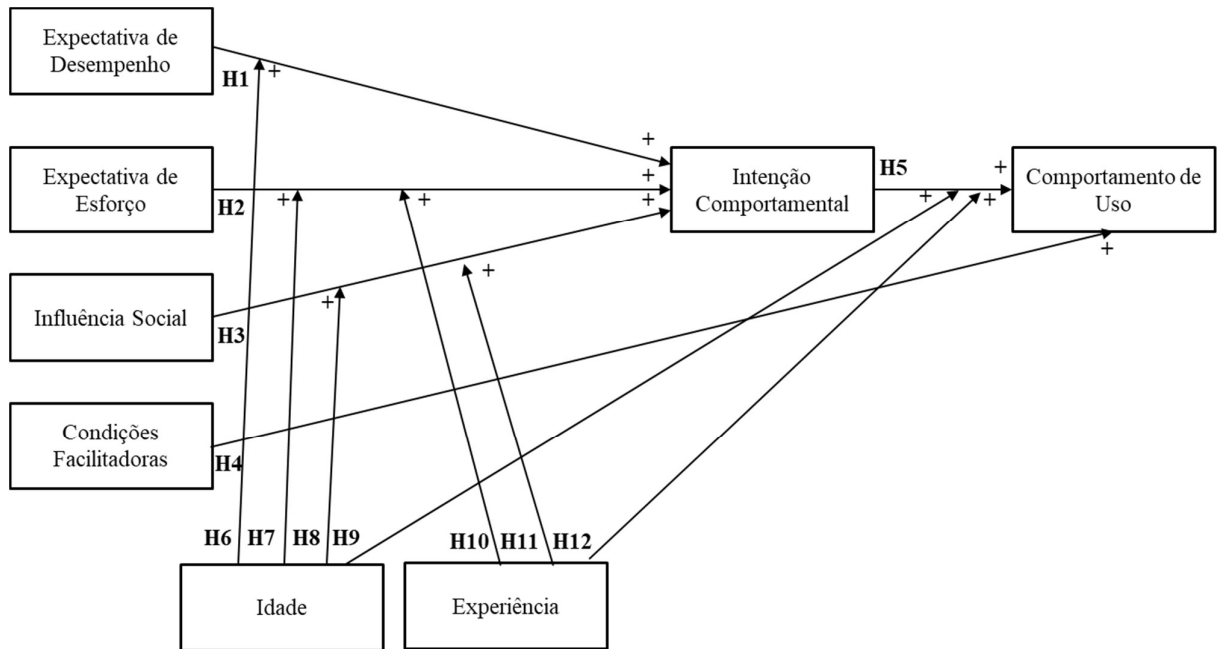 Expectativa de
Desempenho
H1
+
+
Expectativa de
Esforço
H2
+
+
+
+
Intenção
Comportamental
H5
+
+
+
Comportamento de
Uso
+
Influência Social
H3
+
+
Condições
Facilitadoras
H4
H6
H7
H8
H9
H10
H11
H12
Idade
Experiência